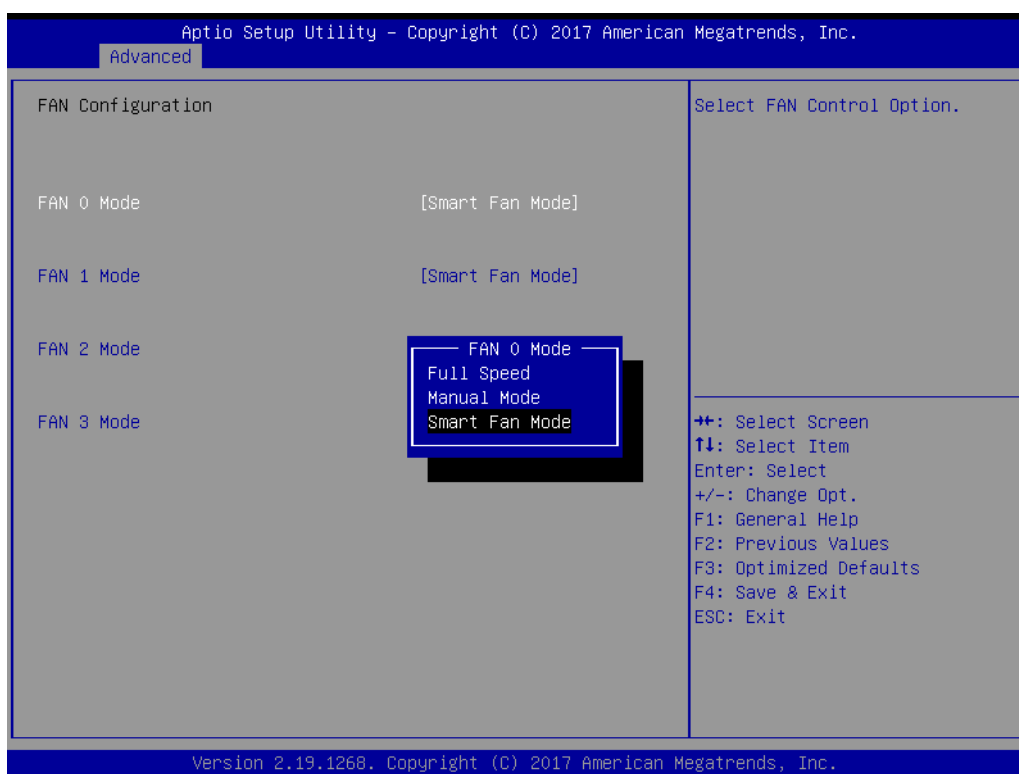 Aptio Setup Utility – Copyright (C) 2017 American Megatrends, Inc.
Advanced
FAN Configuration
Select FAN Control Option.
FAN 0 Mode [Smart Fan Mode]
FAN 1 Mode [Smart Fan Mode]
FAN 2 Mode
FAN 3 Mode
FAN 0 Mode
Full Speed
Manual Mode
Smart Fan Mode
→←: Select Screen
↑↓: Select Item
Enter: Select
+/-: Change Opt.
F1: General Help
F2: Previous Values
F3: Optimized Defaults
F4: Save & Exit
ESC: Exit
Version 2.19.1268. Copyright (C) 2017 American Megatrends, Inc.